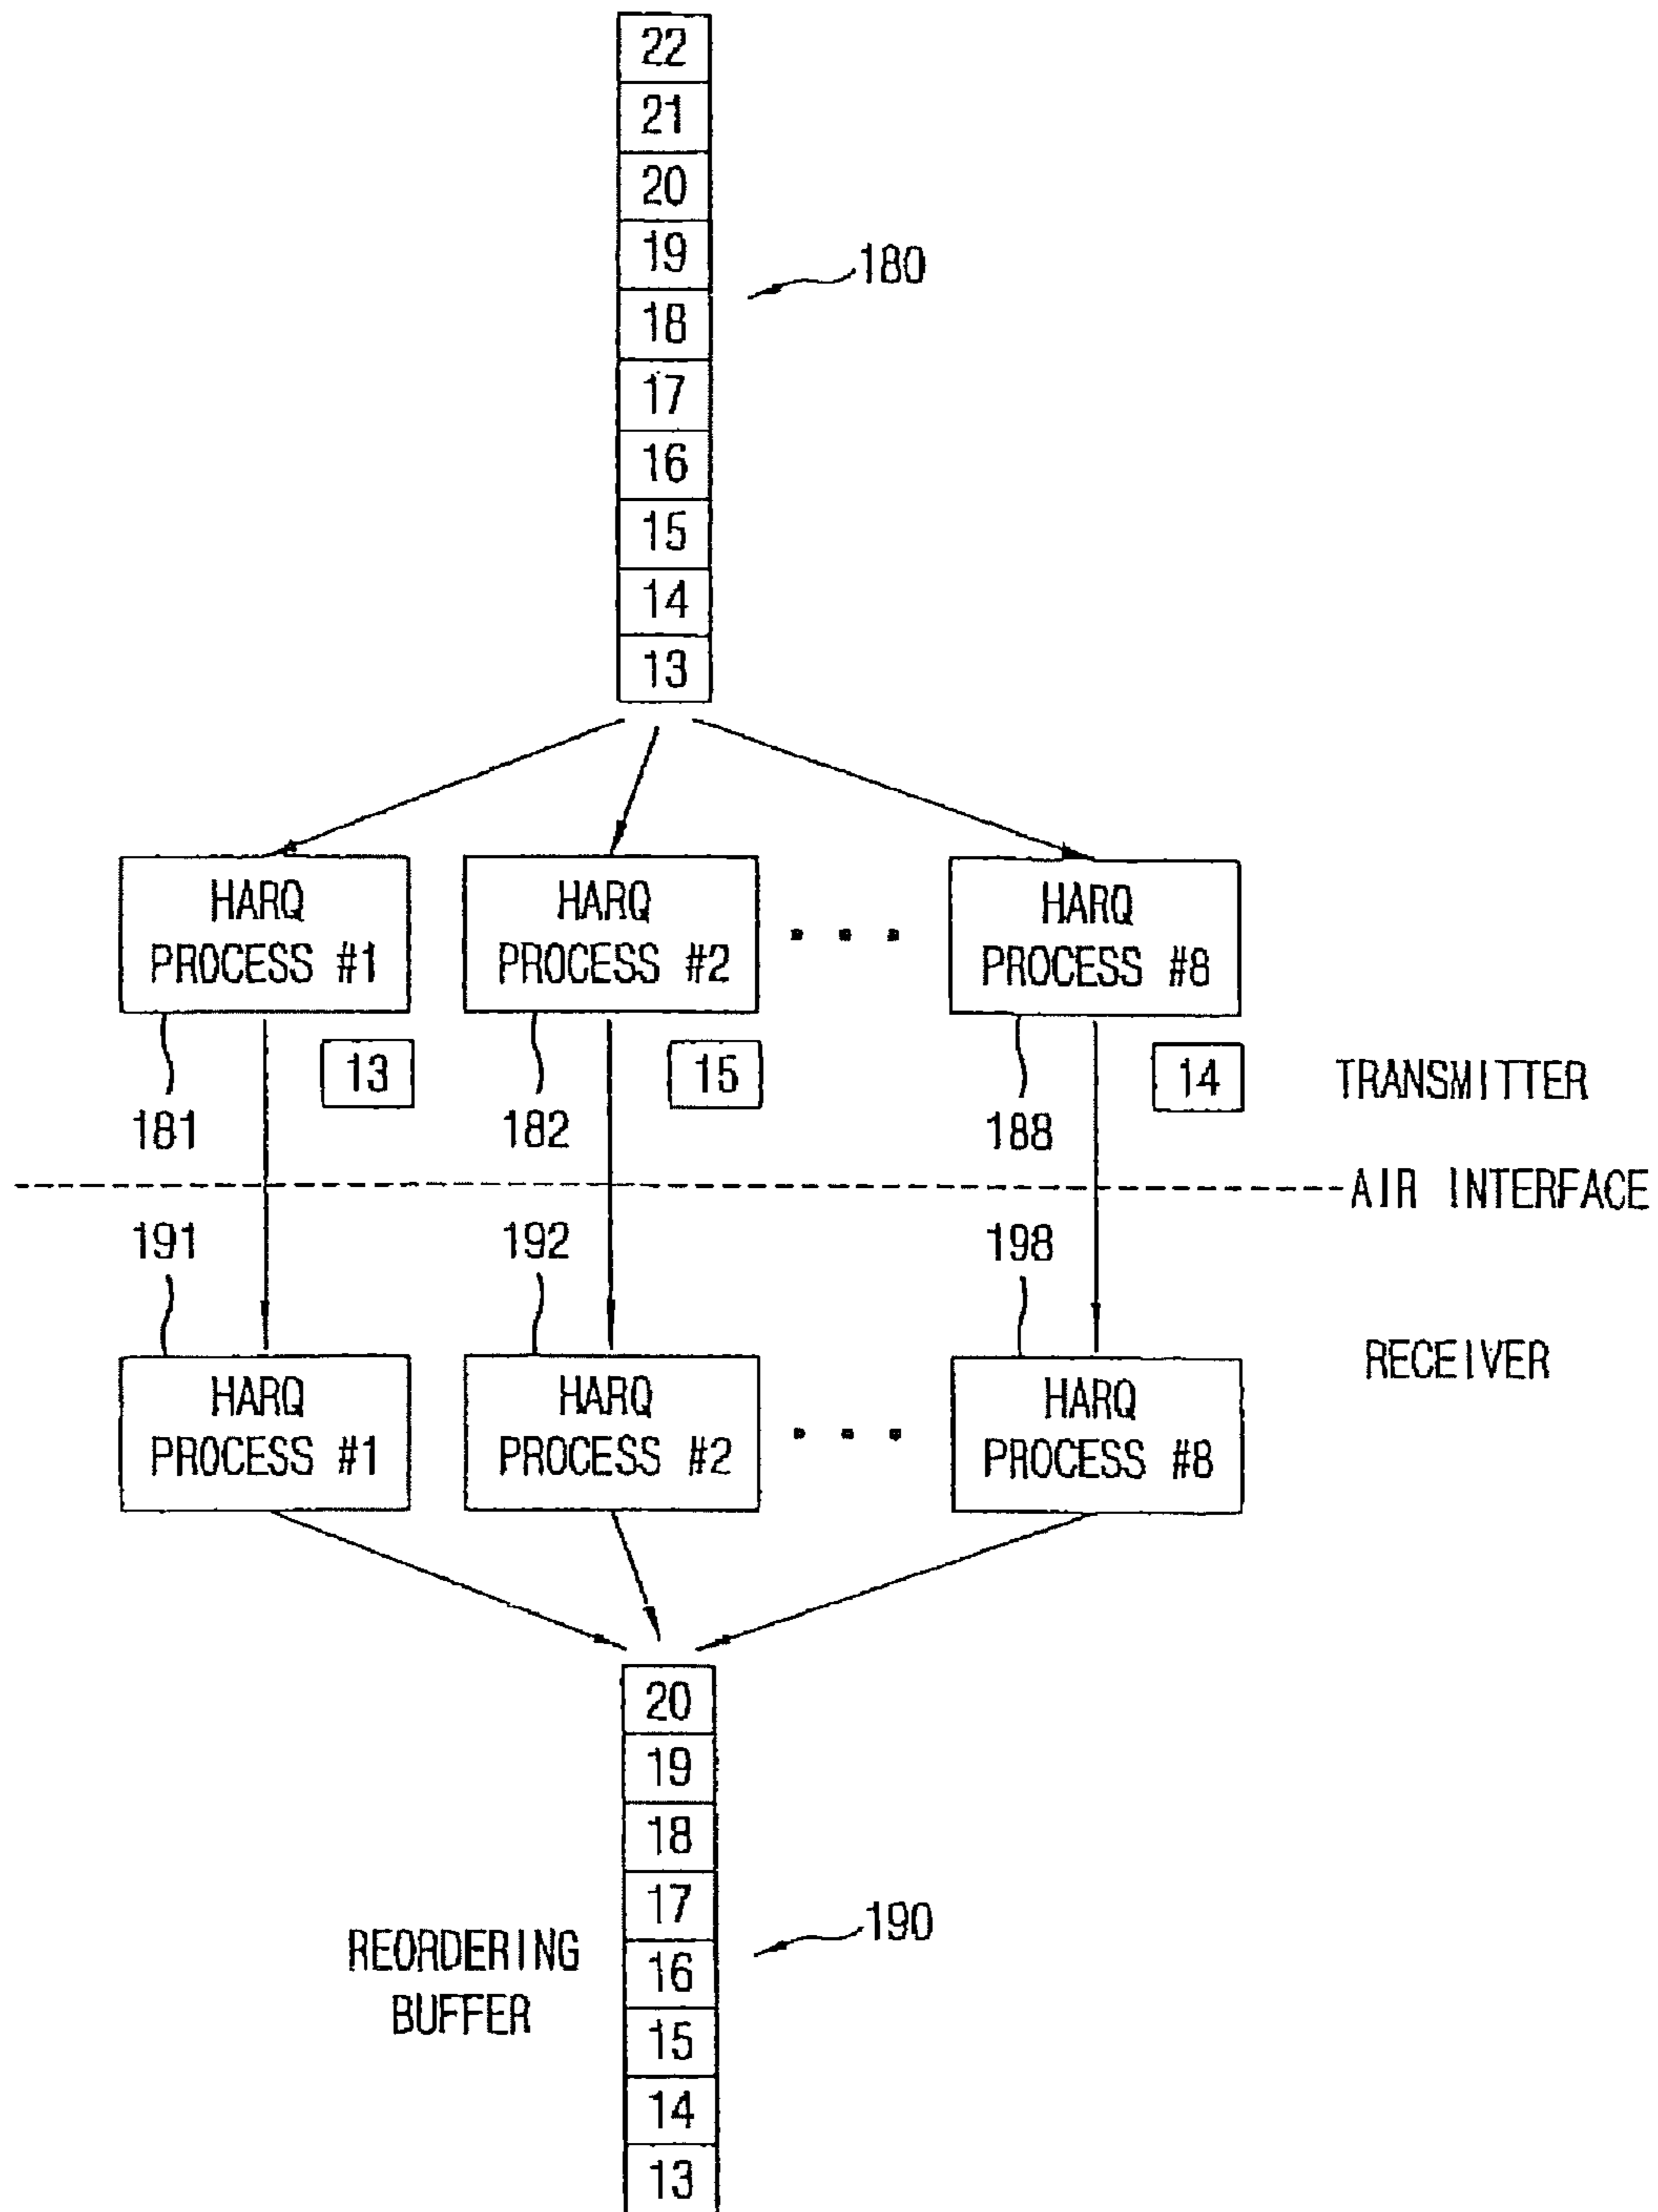 22
21
20
19
180
18
17
16
15
14
13
HARQ
PROCESS #1
HARQ
PROCESS #2
HARQ
PROCESS #8
13
15
14
TRANSMITTER
181
182
188
AIR INTERFACE
191
192
198
RECEIVER
HARQ
PROCESS #1
HARQ
PROCESS #2
HARQ
PROCESS #8
20
19
18
17
190
REORDERING
BUFFER
16
15
14
13